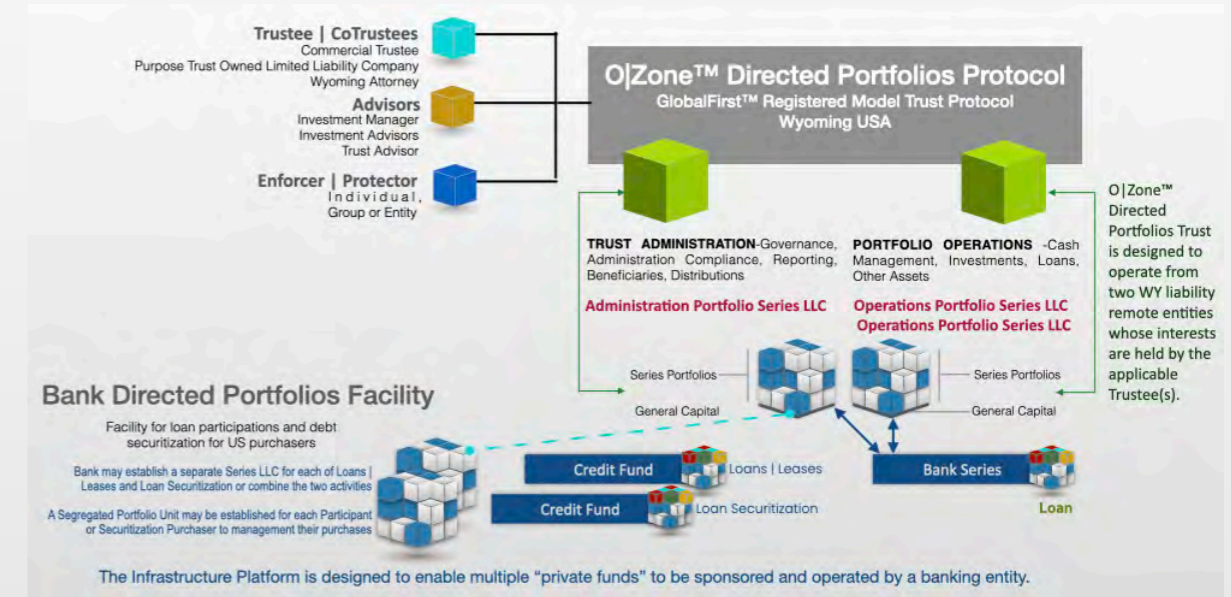 Trustee | CoTrustees
Commercial Trustee
Purpose Trust Owned Limited Liability Company
Wyoming Attorney
Advisors
Investment Manager
Investment Advisors
Trust Advisor
Enforcer | Protector
Individual,
Group or Entity
O|Zone™ Directed Portfolios Protocol
GlobalFirst™ Registered Model Trust Protocol
Wyoming USA
TRUST ADMINISTRATION-Governance,
Administration Compliance, Reporting,
Beneficiaries, Distributions
Administration Portfolio Series LLC
PORTFOLIO OPERATIONS -Cash
Management, Investments, Loans,
Other Assets
Operations Portfolio Series LLC
Operations Portfolio Series LLC
O|Zone™
Directed
Portfolios Trust
is designed to
operate from
two WY liability
remote entities
whose interests
are held by the
applicable
Trustee(s).
Series Portfolios
General Capital
Series Portfolios
General Capital
Bank Directed Portfolios Facility
Facility for loan participations and debt
securitization for US purchasers
Bank may establish a separate Series LLC for each of Loans |
Leases and Loan Securitization or combine the two activities
A Segregated Portfolio Unit may be established for each Participant
or Securitization Purchaser to management their purchases
Credit Fund
Loans | Leases
Credit Fund
Loan Securitization
Bank Series
Loan
The Infrastructure Platform is designed to enable multiple “private funds” to be sponsored and operated by a banking entity.